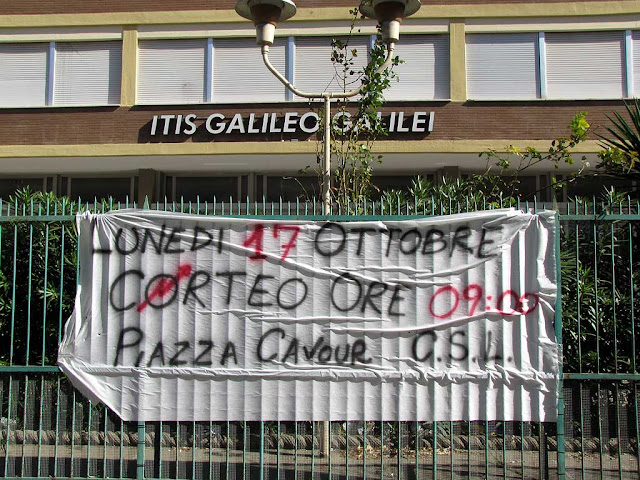 ITIS GALILEO GALILEI
LUNEDI 17 OTTOBRE
CORTEO ORE 09:00
PIAZZA CAVOUR C.S.L.